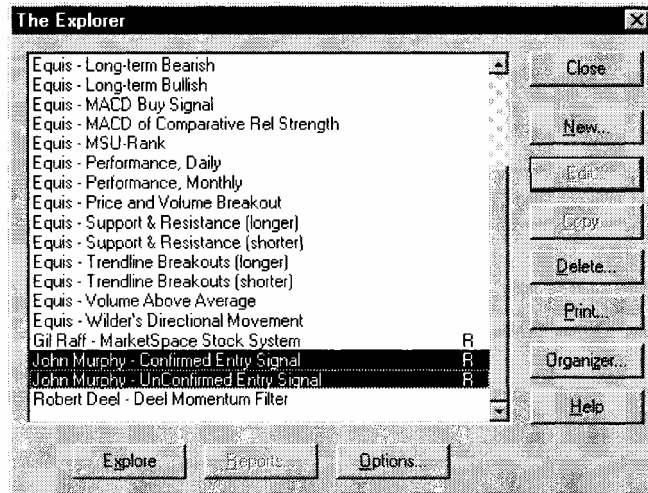 The Explorer
Equis - Long-term Bearish
Equis - Long-term Bullish
Equis - MACD Buy Signal
Equis - MACD of Comparative Rel Strength
Equis - MSU-Rank
Equis - Performance, Daily
Equis - Performance, Monthly
Equis - Price and Volume Breakout
Equis - Support & Resistance (longer)
Equis - Support & Resistance (shorter)
Equis - Trendline Breakouts (longer)
Equis - Trendline Breakouts (shorter)
Equis - Volume Above Average
Equis - Wilder's Directional Movement
Gil Raff - MarketSpace Stock System R
John Murphy - Confirmed Entry Signal R
John Murphy - UnConfirmed Entry Signal R
Robert Deel - Deel Momentum Filter
Close
New...
Edit...
Copy...
Delete...
Print...
Organizer...
Help
Explore
Reports...
Options...